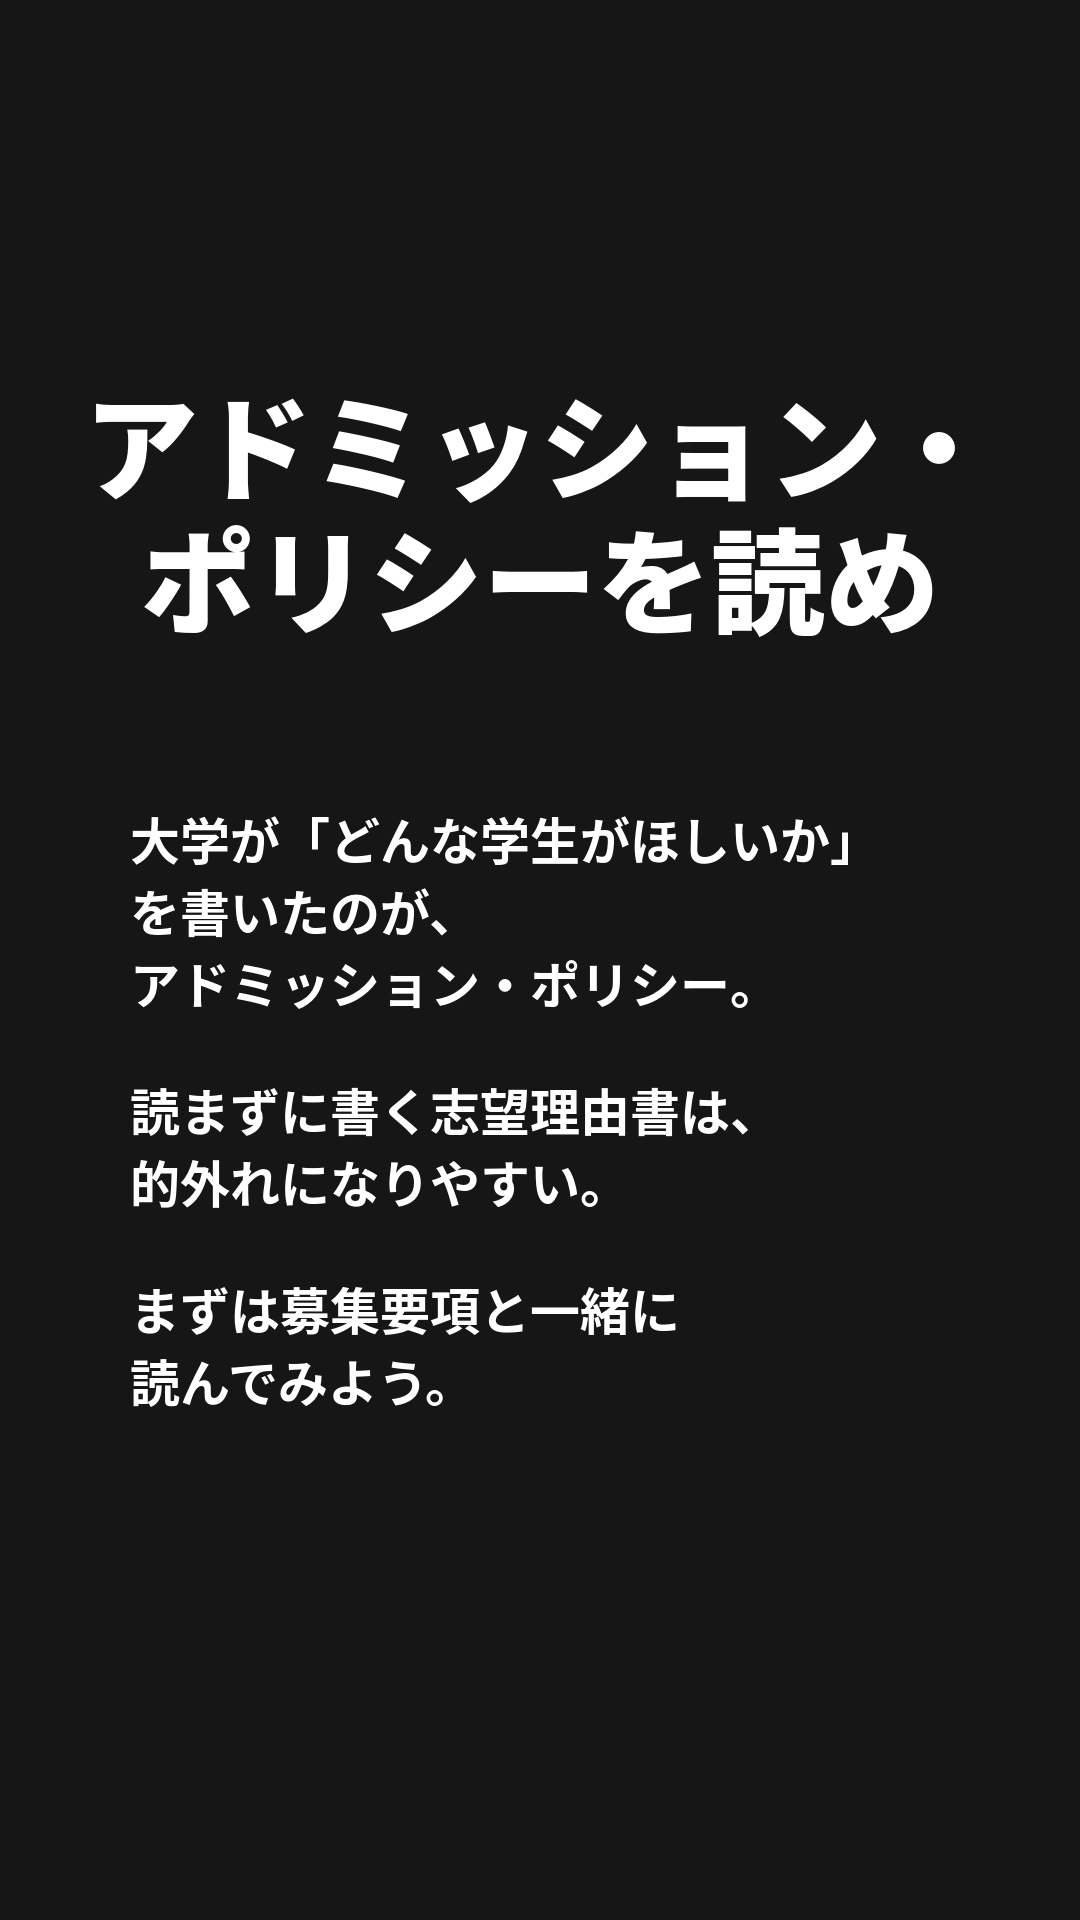 アドミッション・
ポリシーを読め
大学が「どんな学生がほしいか」
を書いたのが、
アドミッション・ポリシー。
読まずに書く志望理由書は、
的外れになりやすい。
まずは募集要項と一緒に
読んでみよう。